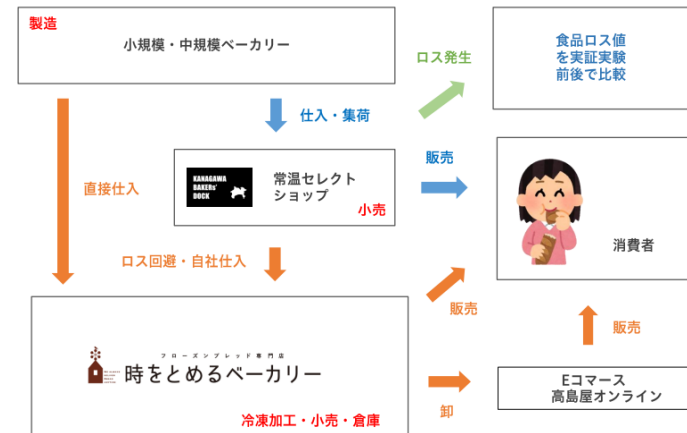 製造
小規模・中規模ベーカリー
ロス発生
食品ロス値
を実証実験
前後で比較
仕入・集荷
直接仕入
KANAGAWA
BAKERS'
DOCK
常温セレクト
ショップ
小売
販売
消費者
ロス回避・自社仕入
販売
販売
フローズンブレッド専門店
時をとめるベーカリー
冷凍加工・小売・倉庫
卸
Eコマース
高島屋オンライン